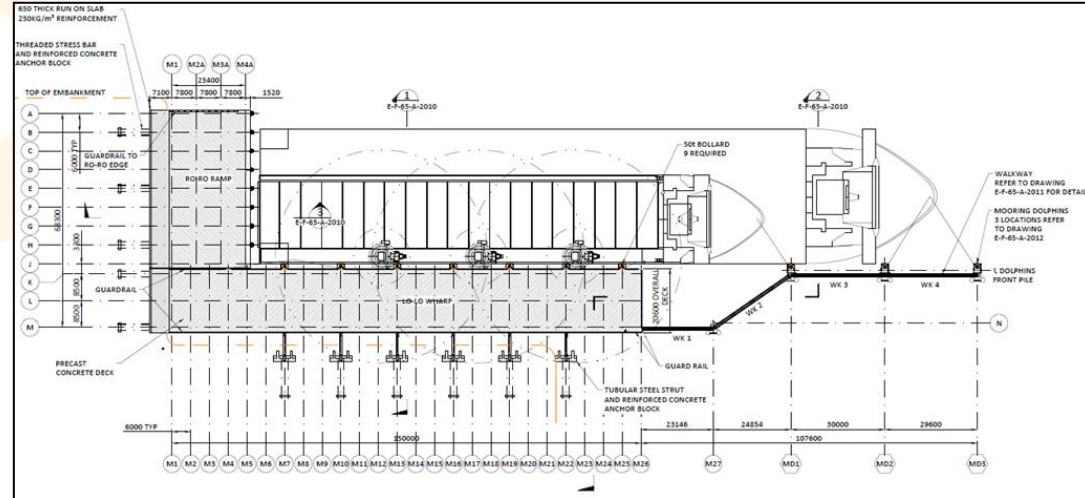 650 THICK RUN ON SLAB
250KG/m³ REINFORCEMENT
THREADED STRESS BAR
AND REINFORCED CONCRETE
ANCHOR BLOCK
M1 M2A M3A M4A
23400
7100 7800 7800 7800 1520
TOP OF EMBANKMENT
1
E-F-65-A-2010
2
E-F-65-A-2010
A
B
C
D
E
F
G
H
J
K
L
M
6000 TYP
68300
3300
8500
8500
GUARDRAIL TO
RO-RO EDGE
RO-RO RAMP
3
E-F-65-A-2010
50t BOLLARD
9 REQUIRED
WALKWAY
REFER TO DRAWING
E-F-65-A-2011 FOR DETAIL
MOORING DOLPHINS
3 LOCATIONS REFER
TO DRAWING
E-F-65-A-2012
GUARDRAIL
LO-LO WHARF
20600 OVERALL
DECK
WK 1
WK 2
WK 3
WK 4
DOLPHINS
FRONT PILE
N
PRECAST
CONCRETE DECK
GUARD RAIL
TUBULAR STEEL STRUT
AND REINFORCED CONCRETE
ANCHOR BLOCK
6000 TYP
23146 24854 30000 29600
150000 107600
M1 M2 M3 M4 M5 M6 M7 M8 M9 M10 M11 M12 M13 M14 M15 M16 M17 M18 M19 M20 M21 M22 M23 M24 M25 M26 M27 MD1 MD2 MD3